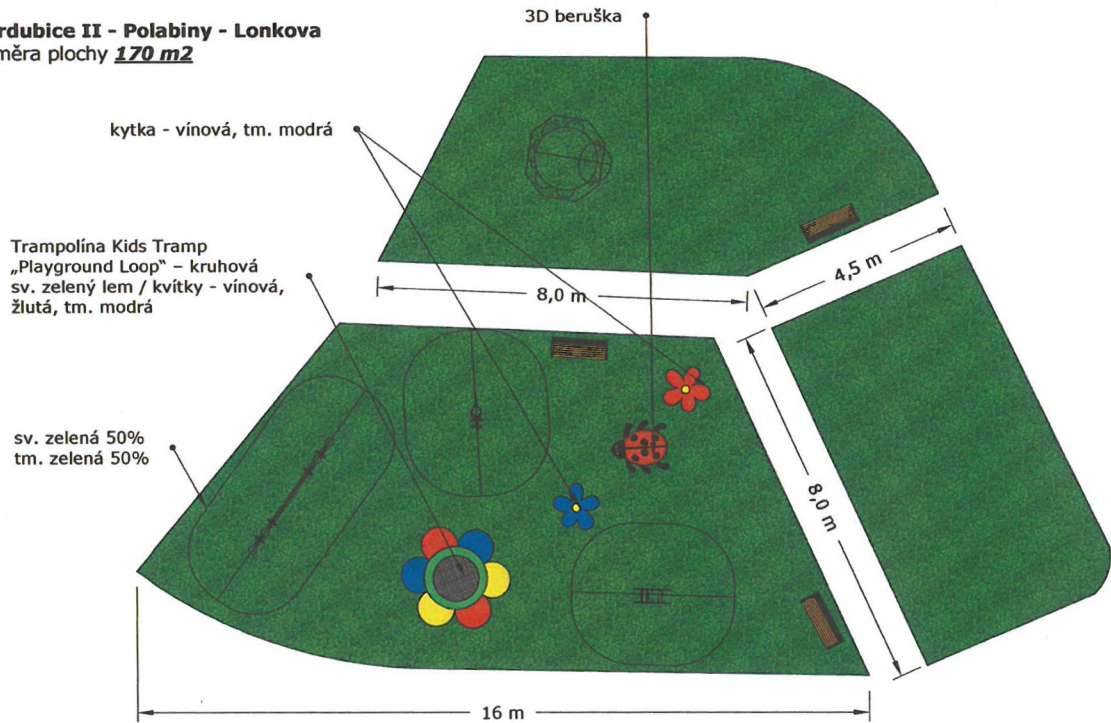 rdubice II - Polabiny - Lonkova
měra plochy 170 m2
3D beruška
kytka - vínová, tm. modrá
Trampolína Kids Tramp
„Playground Loop“ – kruhová
sv. zelený lem / kvítky - vínová,
žlutá, tm. modrá
sv. zelená 50%
tm. zelená 50%
8,0 m
4,5 m
8,0 m
16 m